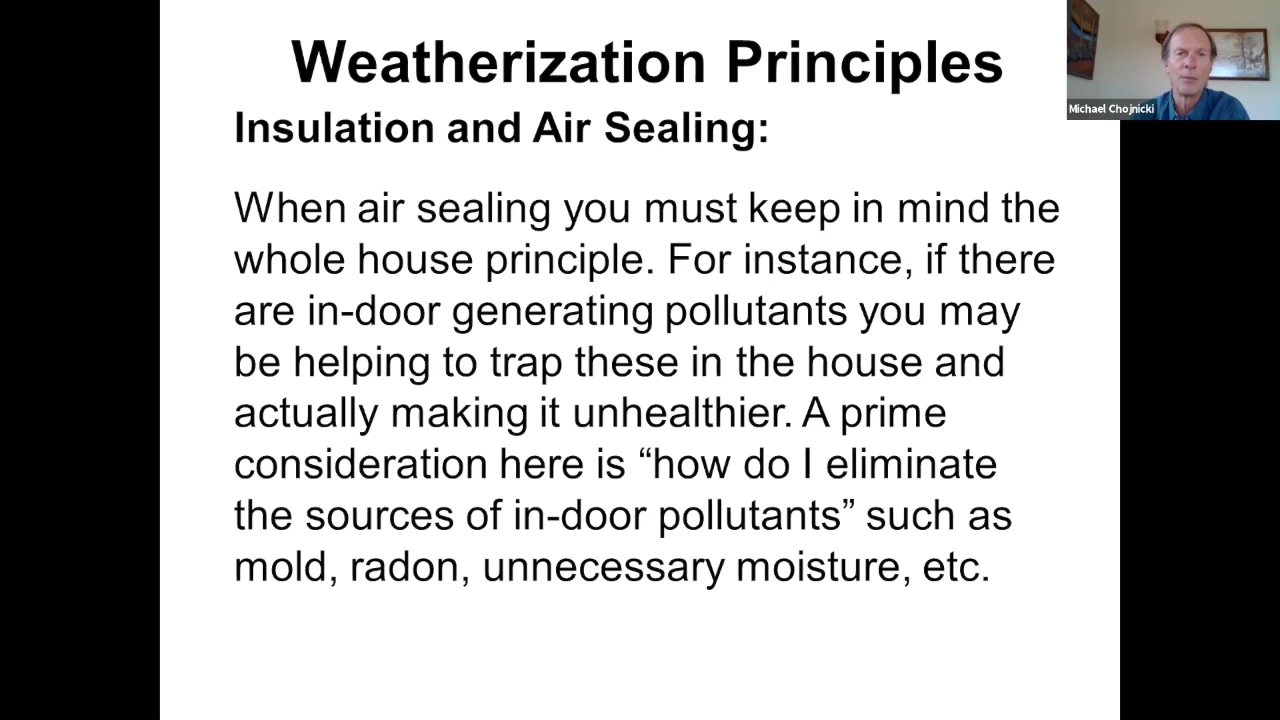 Weatherization Principles
Michael Chojnicki
Insulation and Air Sealing:
When air sealing you must keep in mind the
whole house principle. For instance, if there
are in-door generating pollutants you may
be helping to trap these in the house and
actually making it unhealthier. A prime
consideration here is “how do I eliminate
the sources of in-door pollutants” such as
mold, radon, unnecessary moisture, etc.